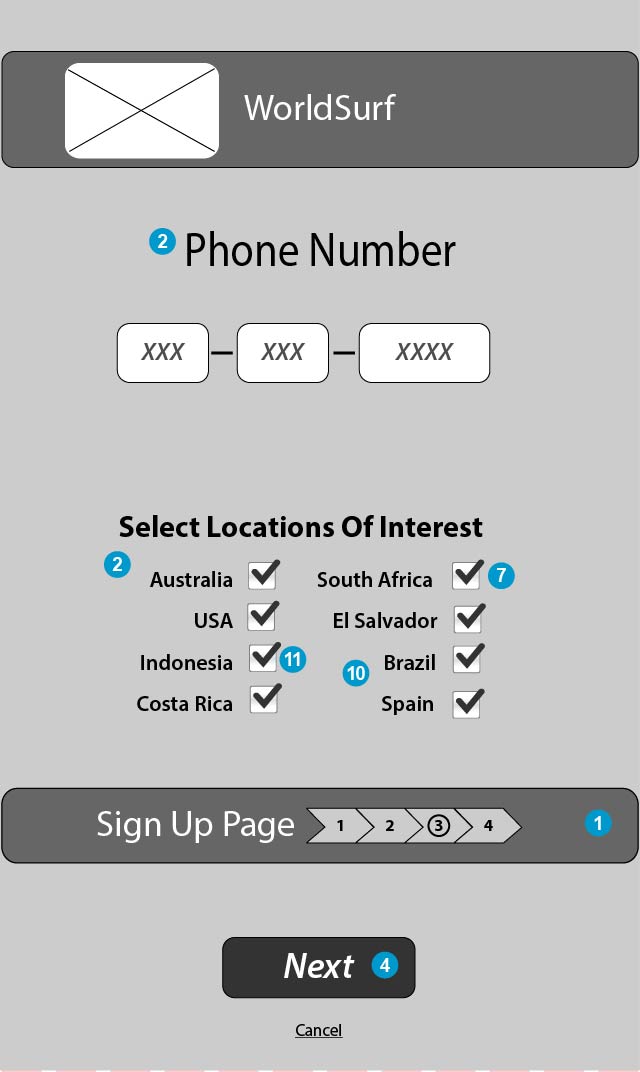 WorldSurf
2 Phone Number
XXX – XXX – XXXX
Select Locations Of Interest
2
Australia South Africa 7
USA El Salvador
Indonesia 11 10 Brazil
Costa Rica Spain
Sign Up Page 1 2 3 4 1
Next 4
Cancel